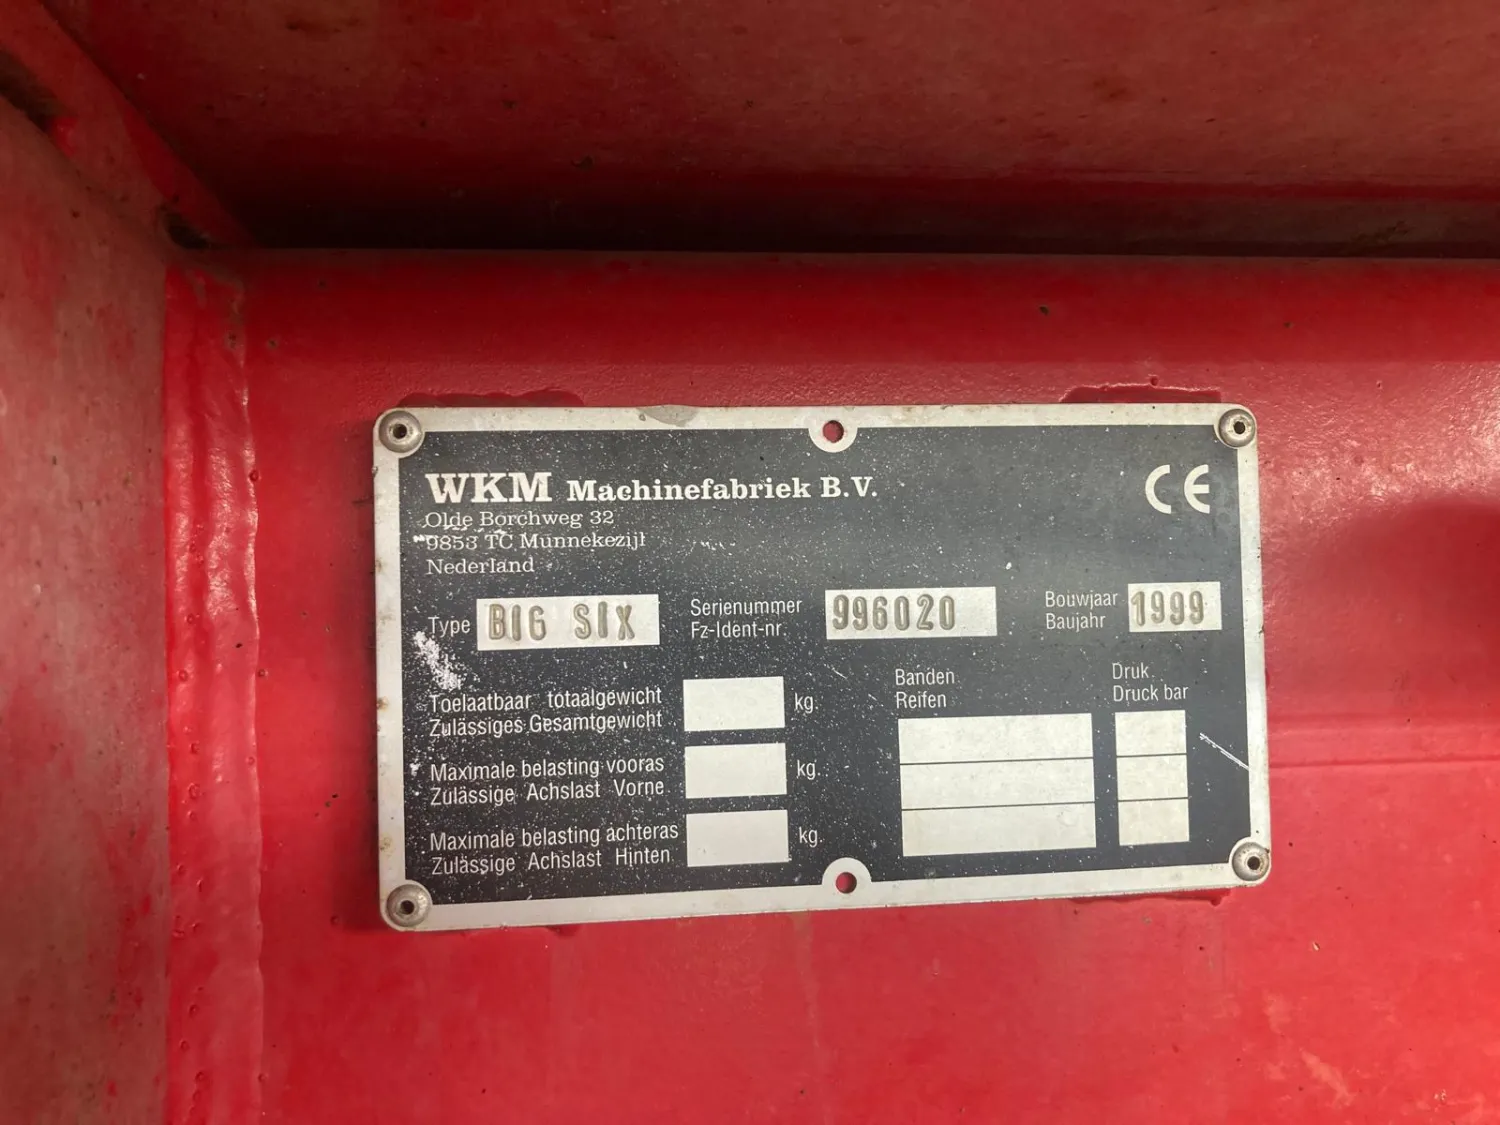 WKM Machinefabriek B.V.
CE
Olde Borchweg 32
9853 TC Munnekezijl
Nederland
Type BIG SIX
Serienummer
Fz-Ident-nr. 996020
Bouwjaar
Baujahr 1999
Toelaatbaar totaalgewicht
Zulässiges Gesamtgewicht kg.
Maximale belasting vooras
Zulässige Achslast Vorne kg.
Maximale belasting achteras
Zulässige Achslast Hinten kg.
Banden
Reifen
Druk
Druck bar